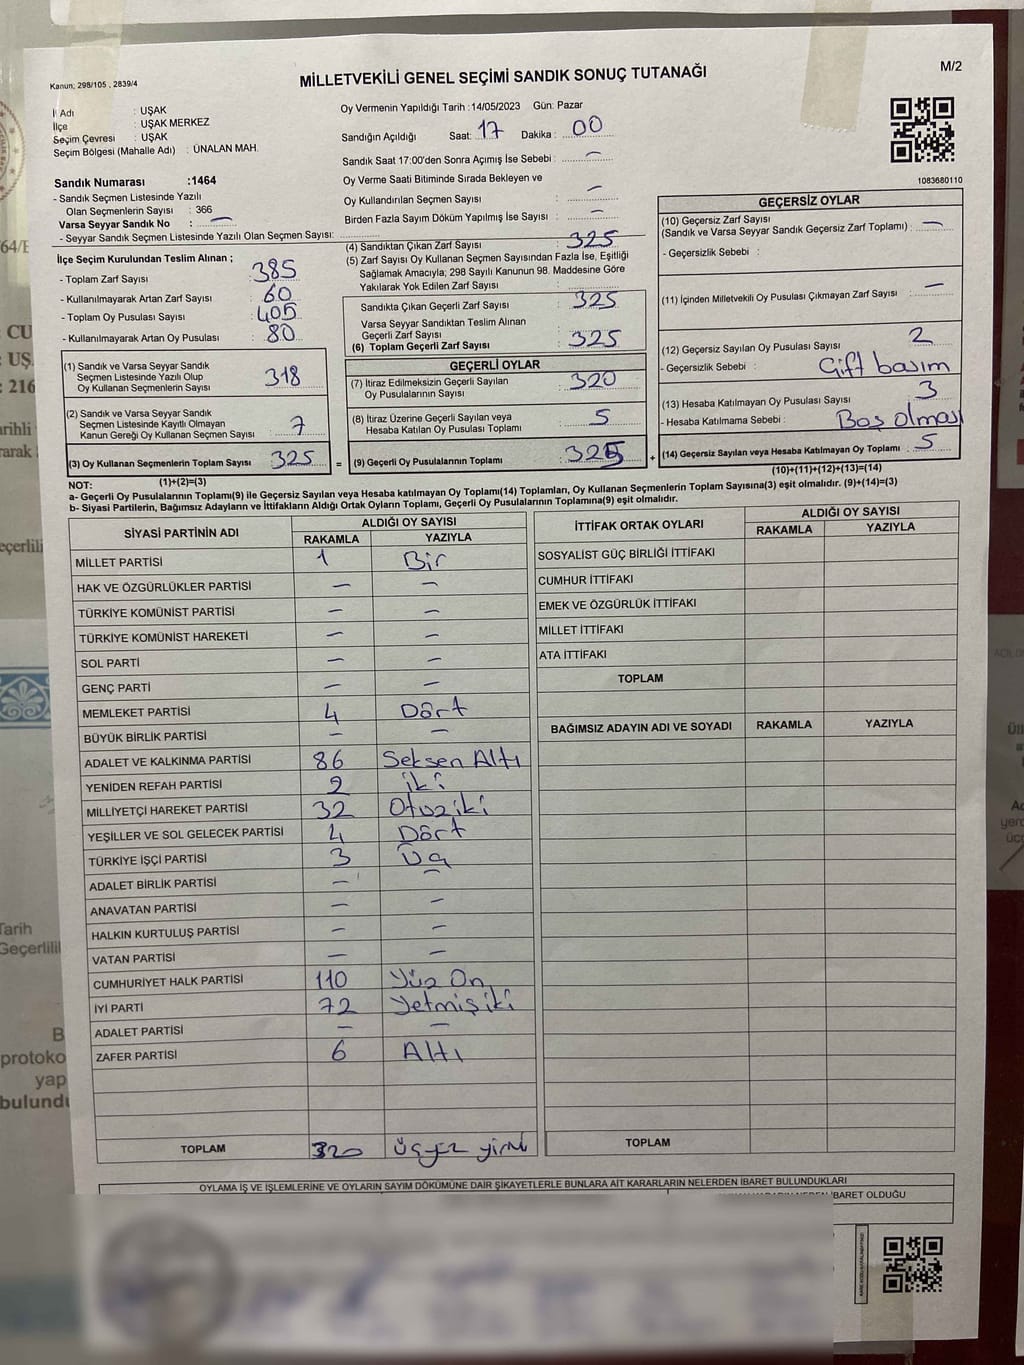 Kanun; 298/105 , 2839/4
MİLLETVEKİLİ GENEL SEÇİMİ SANDIK SONUÇ TUTANAĞI
M/2
İl Adı : UŞAK
İlçe : UŞAK MERKEZ
Seçim Çevresi : UŞAK
Seçim Bölgesi (Mahalle Adı) : ÜNALAN MAH.
Oy Vermenin Yapıldığı Tarih :14/05/2023 Gün: Pazar
Sandığın Açıldığı Saat: 17 Dakika : 00
Sandık Saat 17:00'den Sonra Açımış İse Sebebi : –
Oy Verme Saati Bitiminde Sırada Bekleyen ve
Oy Kullandırılan Seçmen Sayısı : –
Birden Fazla Sayım Döküm Yapılmış İse Sayısı : –
1083680110
Sandık Numarası :1464
- Sandık Seçmen Listesinde Yazılı
Olan Seçmenlerin Sayısı : 366
Varsa Seyyar Sandık No : –
- Seyyar Sandık Seçmen Listesinde Yazılı Olan Seçmen Sayısı:
İlçe Seçim Kurulundan Teslim Alınan ;
- Toplam Zarf Sayısı : 385
- Kullanılmayarak Artan Zarf Sayısı : 60
- Toplam Oy Pusulası Sayısı : 405
- Kullanılmayarak Artan Oy Pusulası : 80
(1) Sandık ve Varsa Seyyar Sandık
Seçmen Listesinde Yazılı Olup
Oy Kullanan Seçmenlerin Sayısı : 318
(2) Sandık ve Varsa Seyyar Sandık
Seçmen Listesinde Kayıtlı Olmayan
Kanun Gereği Oy Kullanan Seçmen Sayısı : 7
(3) Oy Kullanan Seçmenlerin Toplam Sayısı : 325
(4) Sandıktan Çıkan Zarf Sayısı : 325
(5) Zarf Sayısı Oy Kullanan Seçmen Sayısından Fazla İse, Eşitliği
Sağlamak Amacıyla; 298 Sayılı Kanunun 98. Maddesine Göre
Yakılarak Yok Edilen Zarf Sayısı :
Sandıkta Çıkan Geçerli Zarf Sayısı : 325
Varsa Seyyar Sandıktan Teslim Alınan
Geçerli Zarf Sayısı :
(6) Toplam Geçerli Zarf Sayısı : 325
GEÇERLİ OYLAR
(7) İtiraz Edilmeksizin Geçerli Sayılan
Oy Pusulalarının Sayısı : 320
(8) İtiraz Üzerine Geçerli Sayılan veya
Hesaba Katılan Oy Pusulası Toplamı : 5
= (9) Geçerli Oy Pusulalarının Toplamı : 325
GEÇERSİZ OYLAR
(10) Geçersiz Zarf Sayısı
(Sandık ve Varsa Seyyar Sandık Geçersiz Zarf Toplamı) : –
- Geçersizlik Sebebi :
(11) İçinden Milletvekili Oy Pusulası Çıkmayan Zarf Sayısı : –
(12) Geçersiz Sayılan Oy Pusulası Sayısı : 2
- Geçersizlik Sebebi : Çift basım
(13) Hesaba Katılmayan Oy Pusulası Sayısı : 3
- Hesaba Katılmama Sebebi : Boş olması
+ (14) Geçersiz Sayılan veya Hesaba Katılmayan Oy Toplamı : 5
(1)+(2)=(3)
(10)+(11)+(12)+(13)=(14)
NOT:
a- Geçerli Oy Pusulalarının Toplamı(9) ile Geçersiz Sayılan veya Hesaba katılmayan Oy Toplamı(14) Toplamları, Oy Kullanan Seçmenlerin Toplam Sayısına(3) eşit olmalıdır. (9)+(14)=(3)
b- Siyasi Partilerin, Bağımsız Adayların ve İttifakların Aldığı Ortak Oyların Toplamı, Geçerli Oy Pusulalarının Toplamına(9) eşit olmalıdır.
SİYASİ PARTİNİN ADI
ALDIĞI OY SAYISI
RAKAMLA YAZIYLA
MİLLET PARTİSİ 1 Bir
HAK VE ÖZGÜRLÜKLER PARTİSİ – –
TÜRKİYE KOMÜNİST PARTİSİ – –
TÜRKİYE KOMÜNİST HAREKETİ – –
SOL PARTİ – –
GENÇ PARTİ – –
MEMLEKET PARTİSİ 4 Dört
BÜYÜK BİRLİK PARTİSİ – –
ADALET VE KALKINMA PARTİSİ 86 Seksen Altı
YENİDEN REFAH PARTİSİ 2 iki
MİLLİYETÇİ HAREKET PARTİSİ 32 Otuziki
YEŞİLLER VE SOL GELECEK PARTİSİ 4 Dört
TÜRKİYE İŞÇİ PARTİSİ 3 Üç
ADALET BİRLİK PARTİSİ – –
ANAVATAN PARTİSİ – –
HALKIN KURTULUŞ PARTİSİ – –
VATAN PARTİSİ – –
CUMHURİYET HALK PARTİSİ 110 Yüz On
İYİ PARTİ 72 Yetmişiki
ADALET PARTİSİ – –
ZAFER PARTİSİ 6 Altı
TOPLAM 320 üçyüz yirmi
İTTİFAK ORTAK OYLARI
ALDIĞI OY SAYISI
RAKAMLA YAZIYLA
SOSYALİST GÜÇ BİRLİĞİ İTTİFAKI
CUMHUR İTTİFAKI
EMEK VE ÖZGÜRLÜK İTTİFAKI
MİLLET İTTİFAKI
ATA İTTİFAKI
TOPLAM
BAĞIMSIZ ADAYIN ADI VE SOYADI RAKAMLA YAZIYLA
TOPLAM
OYLAMA İŞ VE İŞLEMLERİNE VE OYLARIN SAYIM DÖKÜMÜNE DAİR ŞİKAYETLERLE BUNLARA AİT KARARLARIN NELERDEN İBARET BULUNDUKLARI
İBARET OLDUĞU